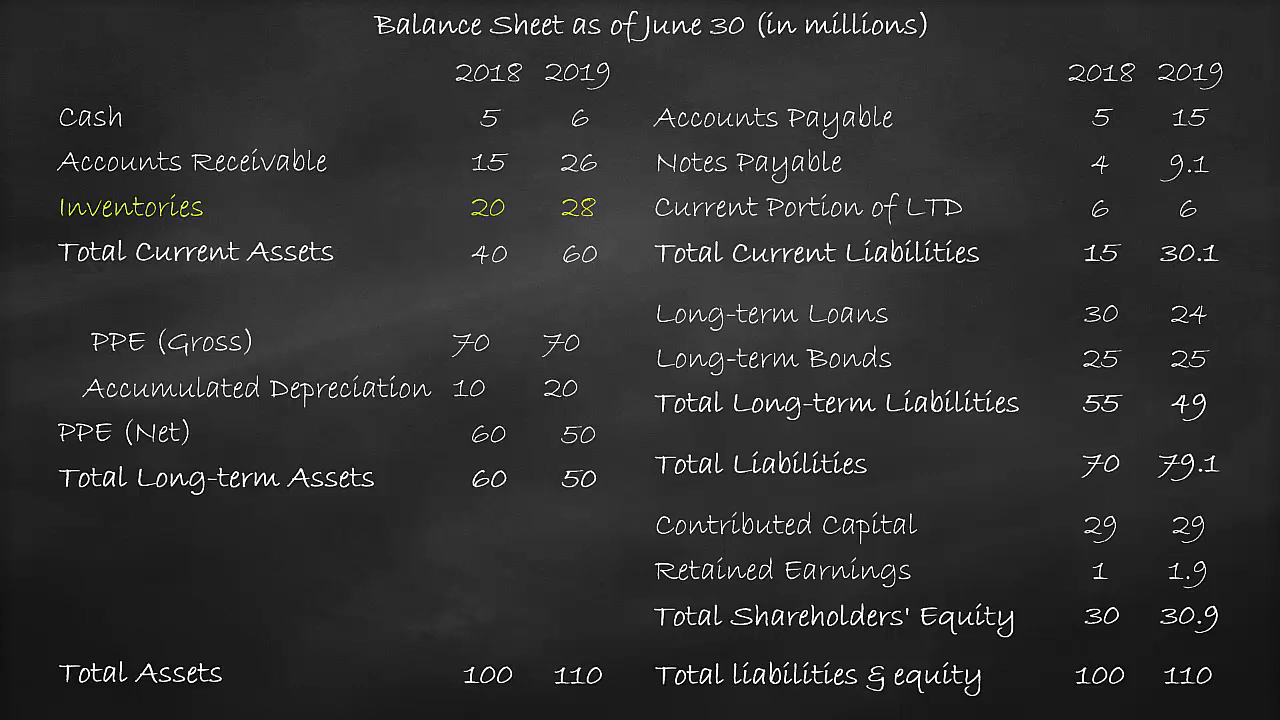 Balance Sheet as of June 30 (in millions)
2018 2019
Cash 5 6
Accounts Receivable 15 26
Inventories 20 28
Total Current Assets 40 60
PPE (Gross) 70 70
Accumulated Depreciation 10 20
PPE (Net) 60 50
Total Long-term Assets 60 50
Total Assets 100 110
2018 2019
Accounts Payable 5 15
Notes Payable 4 9.1
Current Portion of LTD 6 6
Total Current Liabilities 15 30.1
Long-term Loans 30 24
Long-term Bonds 25 25
Total Long-term Liabilities 55 49
Total Liabilities 70 79.1
Contributed Capital 29 29
Retained Earnings 1 1.9
Total Shareholders' Equity 30 30.9
Total liabilities & equity 100 110